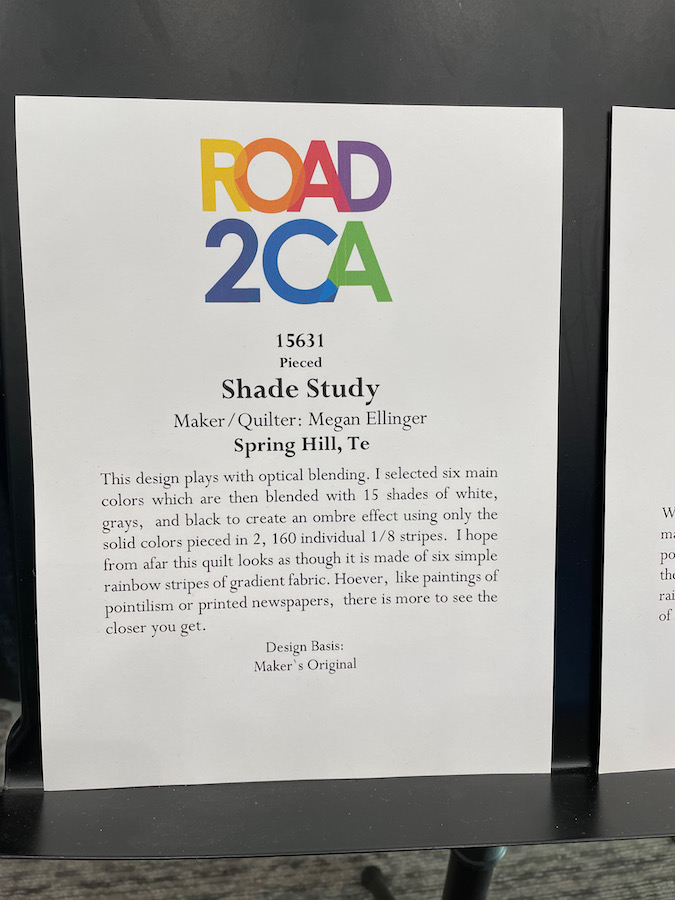 ROAD
2CA
15631
Pieced
Shade Study
Maker/Quilter: Megan Ellinger
Spring Hill, Te
This design plays with optical blending. I selected six main
colors which are then blended with 15 shades of white,
grays, and black to create an ombre effect using only the
solid colors pieced in 2, 160 individual 1/8 stripes. I hope
from afar this quilt looks as though it is made of six simple
rainbow stripes of gradient fabric. Hoever, like paintings of
pointilism or printed newspapers, there is more to see the
closer you get.
Design Basis:
Maker`s Original
of